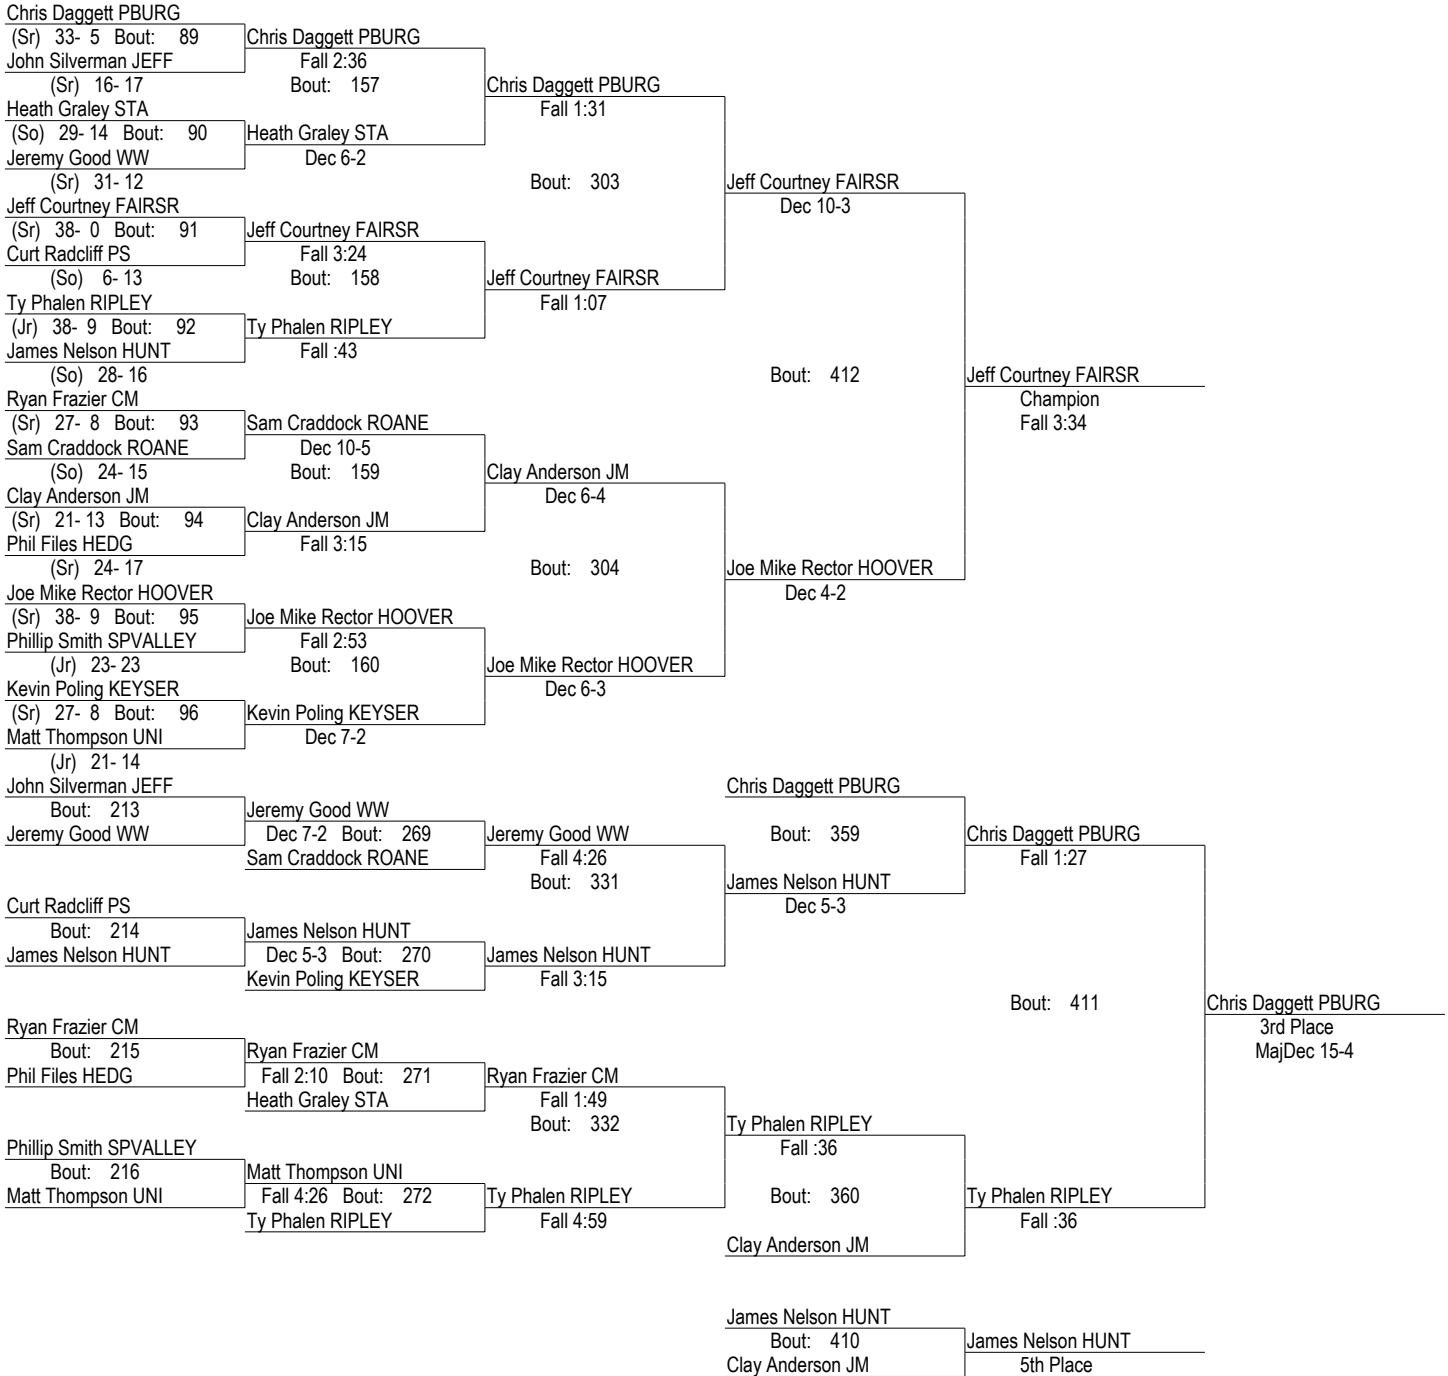 Chris Daggett PBURG
(Sr) 33- 5 Bout: 89 Chris Daggett PBURG
John Silverman JEFF Fall 2:36
(Sr) 16- 17 Bout: 157 Chris Daggett PBURG
Heath Graley STA Fall 1:31
(So) 29- 14 Bout: 90 Heath Graley STA
Jeremy Good WW Dec 6-2
(Sr) 31- 12 Bout: 303 Jeff Courtney FAIRSR
Jeff Courtney FAIRSR Dec 10-3
(Sr) 38- 0 Bout: 91 Jeff Courtney FAIRSR
Curt Radcliff PS Fall 3:24
(So) 6- 13 Bout: 158 Jeff Courtney FAIRSR
Ty Phalen RIPLEY Fall 1:07
(Jr) 38- 9 Bout: 92 Ty Phalen RIPLEY
James Nelson HUNT Fall :43
(So) 28- 16 Bout: 412 Jeff Courtney FAIRSR
Ryan Frazier CM Champion
(Sr) 27- 8 Bout: 93 Sam Craddock ROANE Fall 3:34
Sam Craddock ROANE Dec 10-5
(So) 24- 15 Bout: 159 Clay Anderson JM
Clay Anderson JM Dec 6-4
(Sr) 21- 13 Bout: 94 Clay Anderson JM
Phil Files HEDG Fall 3:15
(Sr) 24- 17 Bout: 304 Joe Mike Rector HOOVER
Joe Mike Rector HOOVER Dec 4-2
(Sr) 38- 9 Bout: 95 Joe Mike Rector HOOVER
Phillip Smith SPVALLEY Fall 2:53
(Jr) 23- 23 Bout: 160 Joe Mike Rector HOOVER
Kevin Poling KEYSER Dec 6-3
(Sr) 27- 8 Bout: 96 Kevin Poling KEYSER
Matt Thompson UNI Dec 7-2
(Jr) 21- 14
John Silverman JEFF Chris Daggett PBURG
Bout: 213 Jeremy Good WW
Jeremy Good WW Dec 7-2 Bout: 269 Jeremy Good WW Bout: 359 Chris Daggett PBURG
Sam Craddock ROANE Fall 4:26 Fall 1:27
Bout: 331 James Nelson HUNT
Curt Radcliff PS Dec 5-3
Bout: 214 James Nelson HUNT
James Nelson HUNT Dec 5-3 Bout: 270 James Nelson HUNT
Kevin Poling KEYSER Fall 3:15
Bout: 411 Chris Daggett PBURG
Ryan Frazier CM 3rd Place
Bout: 215 Ryan Frazier CM MajDec 15-4
Phil Files HEDG Fall 2:10 Bout: 271 Ryan Frazier CM
Heath Graley STA Fall 1:49
Bout: 332 Ty Phalen RIPLEY
Phillip Smith SPVALLEY Fall :36
Bout: 216 Matt Thompson UNI
Matt Thompson UNI Fall 4:26 Bout: 272 Ty Phalen RIPLEY Bout: 360 Ty Phalen RIPLEY
Ty Phalen RIPLEY Fall 4:59 Fall :36
Clay Anderson JM
James Nelson HUNT
Bout: 410 James Nelson HUNT
Clay Anderson JM 5th Place